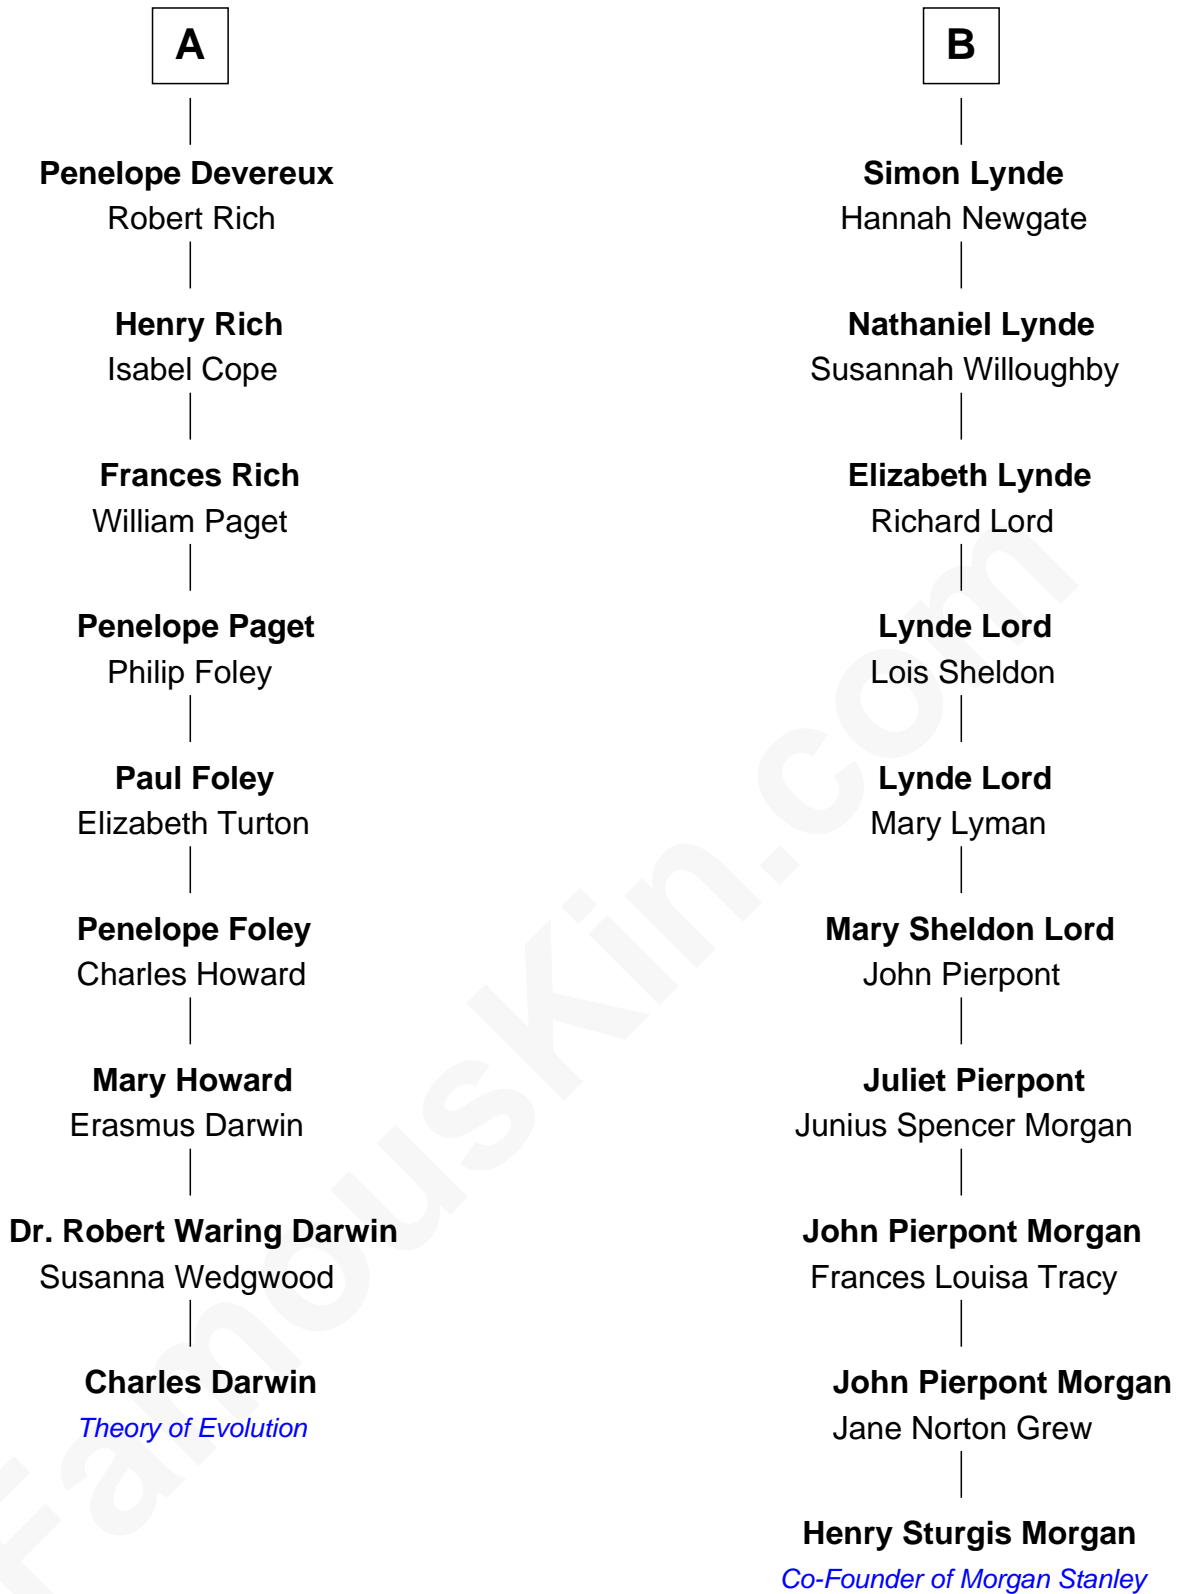 A
Penelope Devereux
Robert Rich
Henry Rich
Isabel Cope
Frances Rich
William Paget
Penelope Paget
Philip Foley
Paul Foley
Elizabeth Turton
Penelope Foley
Charles Howard
Mary Howard
Erasmus Darwin
Dr. Robert Waring Darwin
Susanna Wedgwood
Charles Darwin
Theory of Evolution
B
Simon Lynde
Hannah Newgate
Nathaniel Lynde
Susannah Willoughby
Elizabeth Lynde
Richard Lord
Lynde Lord
Lois Sheldon
Lynde Lord
Mary Lyman
Mary Sheldon Lord
John Pierpont
Juliet Pierpont
Junius Spencer Morgan
John Pierpont Morgan
Frances Louisa Tracy
John Pierpont Morgan
Jane Norton Grew
Henry Sturgis Morgan
Co-Founder of Morgan Stanley
FamousKin.com